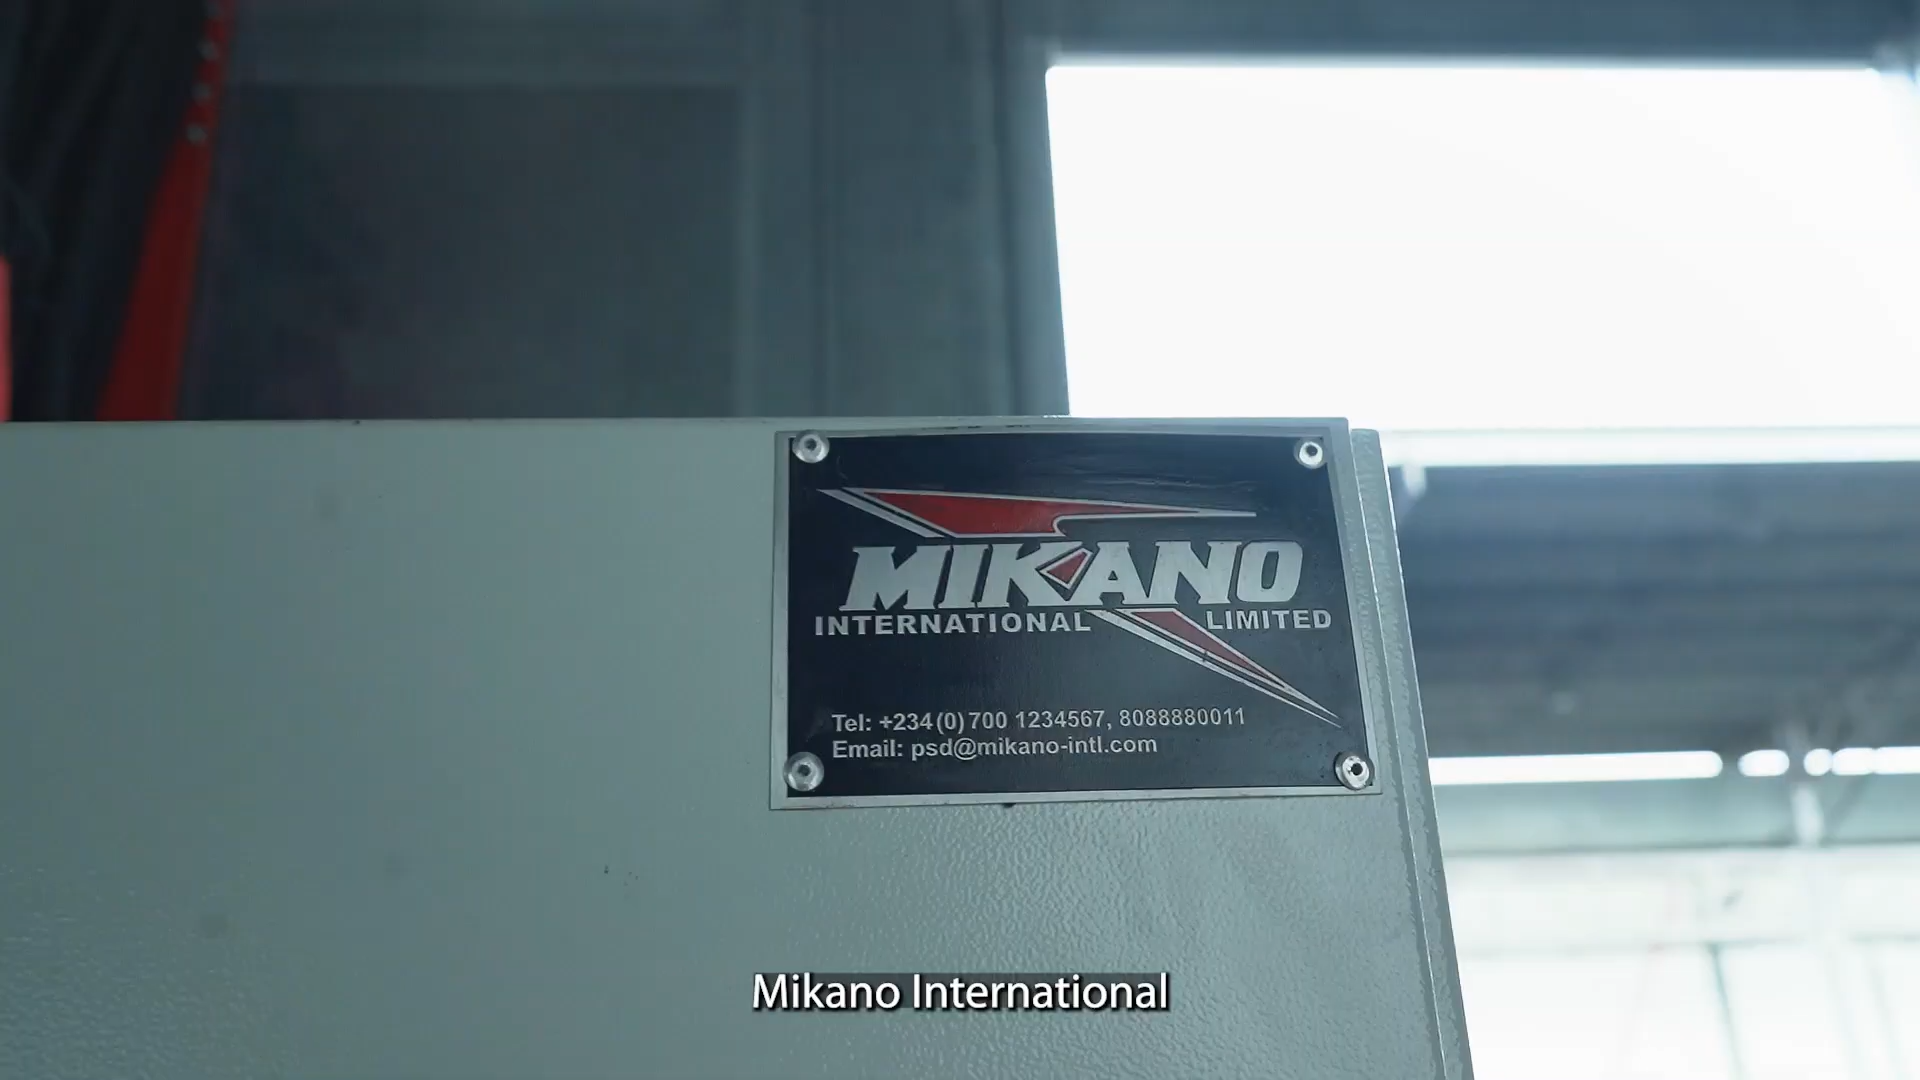 MIKANO
INTERNATIONAL LIMITED
Tel: +234(0)700 1234567, 8088880011
Email: psd@mikano-intl.com
Mikano International